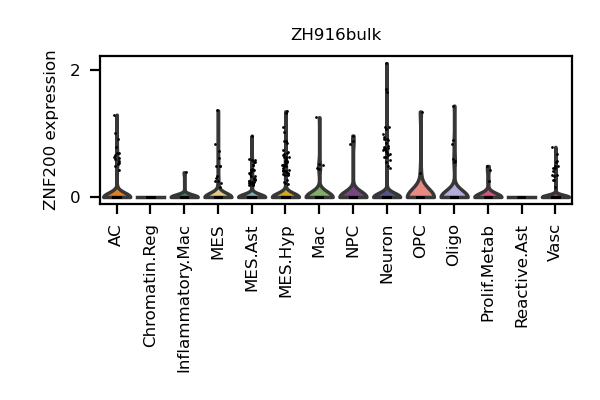 ZH916bulk
ZNF200 expression
2
0
AC
Chromatin.Reg
Inflammatory.Mac
MES
MES.Ast
MES.Hyp
Mac
NPC
Neuron
OPC
Oligo
Prolif.Metab
Reactive.Ast
Vasc